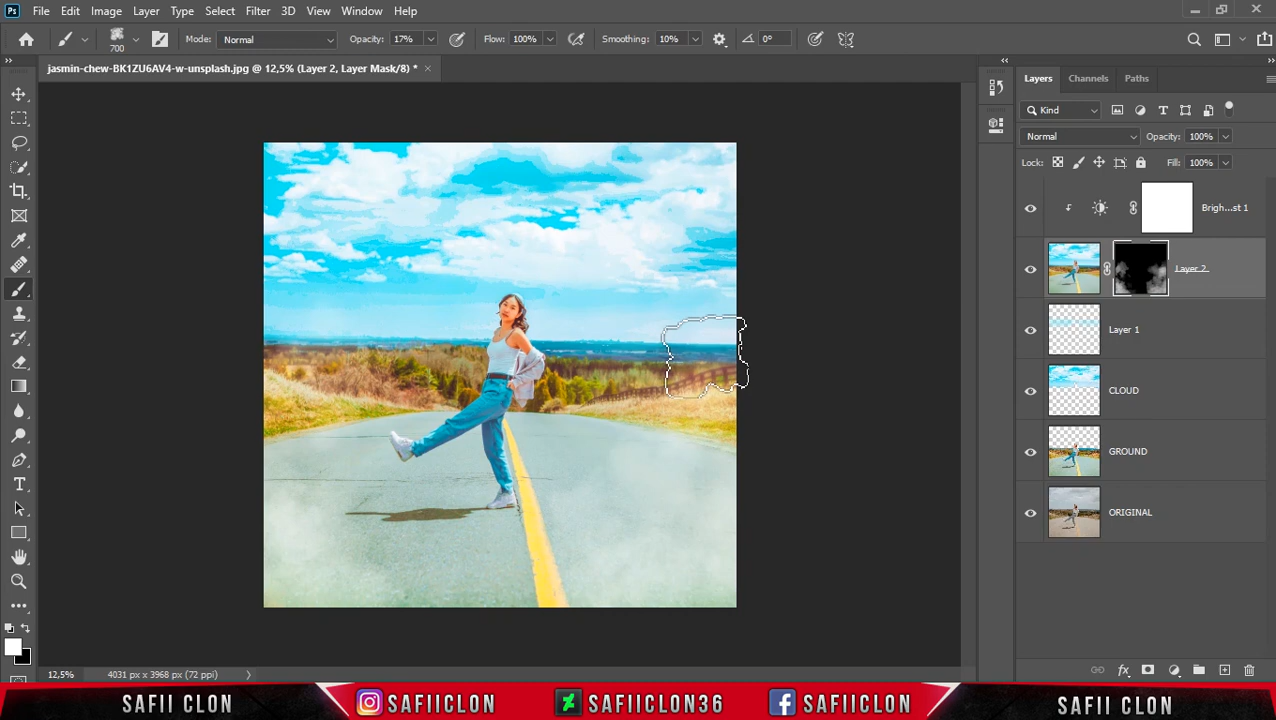 Ps File Edit Image Layer Type Select Filter 3D View Window Help
700 Mode: Normal Opacity: 17% Flow: 100% Smoothing: 10% 0°
jasmin-chew-BK1ZU6AV4-w-unsplash.jpg @ 12,5% (Layer 2, Layer Mask/8) *
Layers Channels Paths
Kind
Normal Opacity: 100%
Lock: Fill: 100%
Brigh...st 1
Layer 2
Layer 1
CLOUD
GROUND
ORIGINAL
12,5% 4031 px x 3968 px (72 ppi)
SAFII CLON SAFIICLON SAFIICLON36 SAFIICLON SAFII CLON